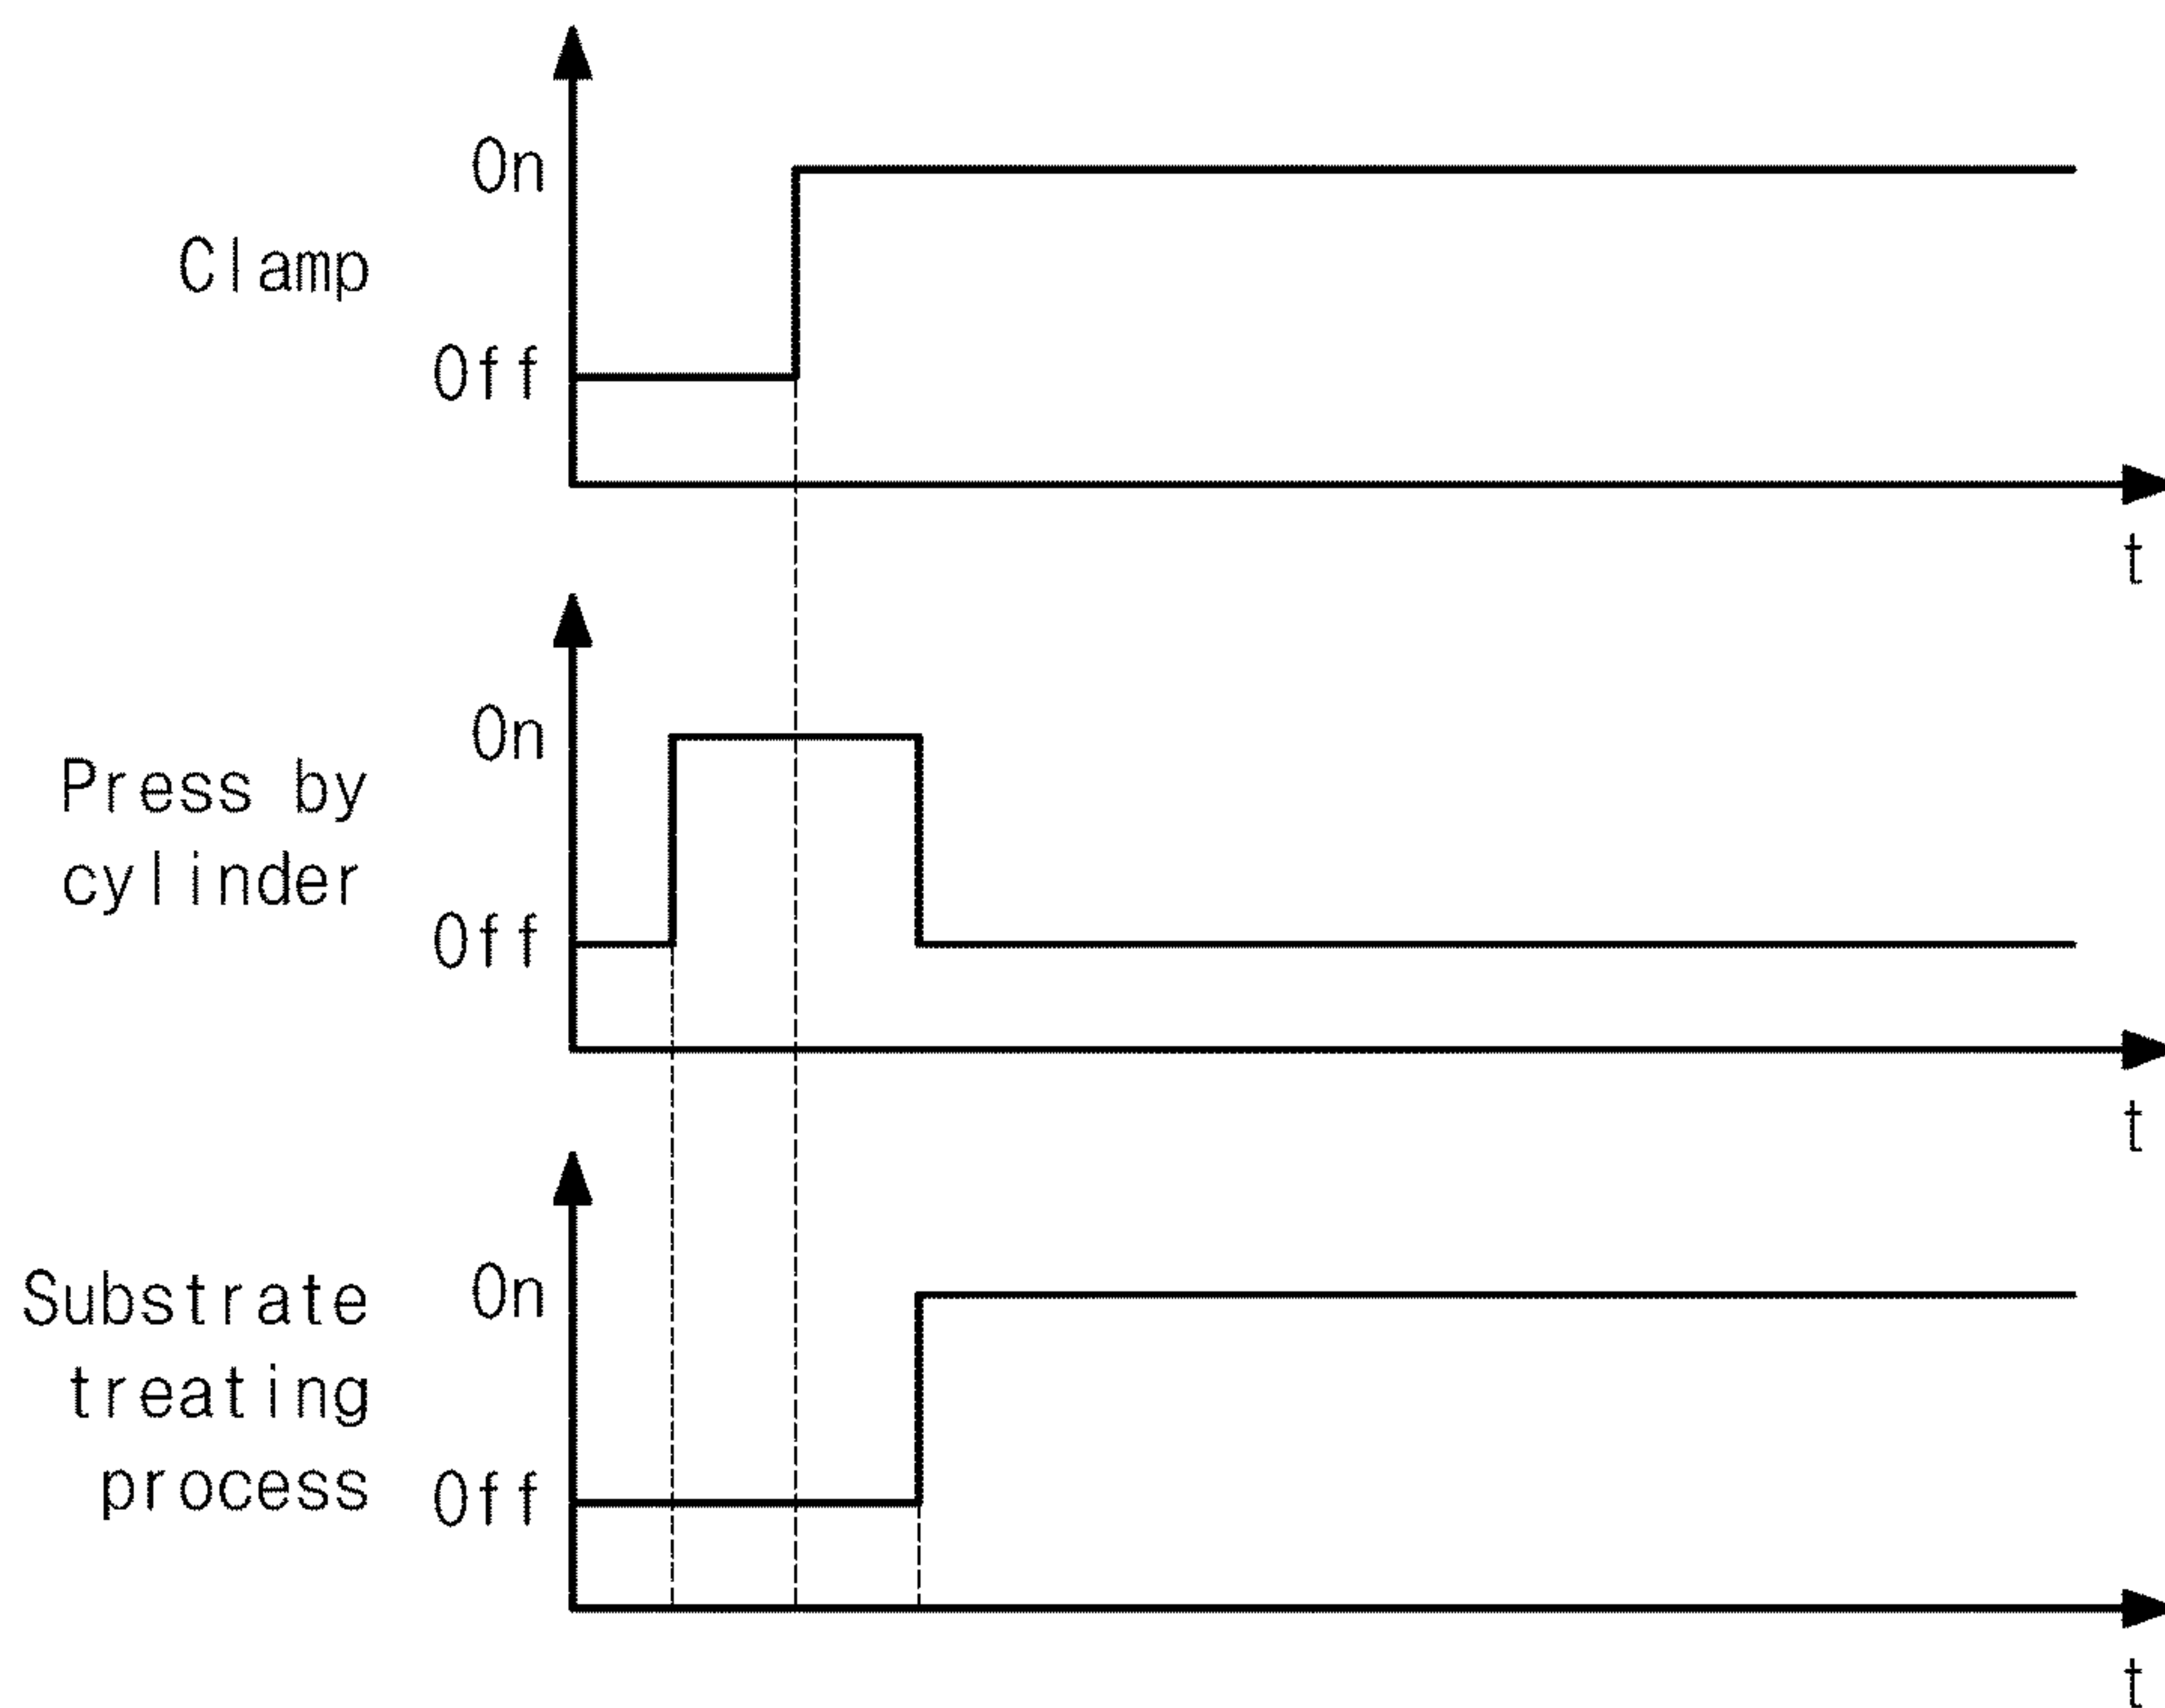 On
Clamp
Off
t
On
Press by
cylinder
Off
t
On
Substrate
treating
process
Off
t